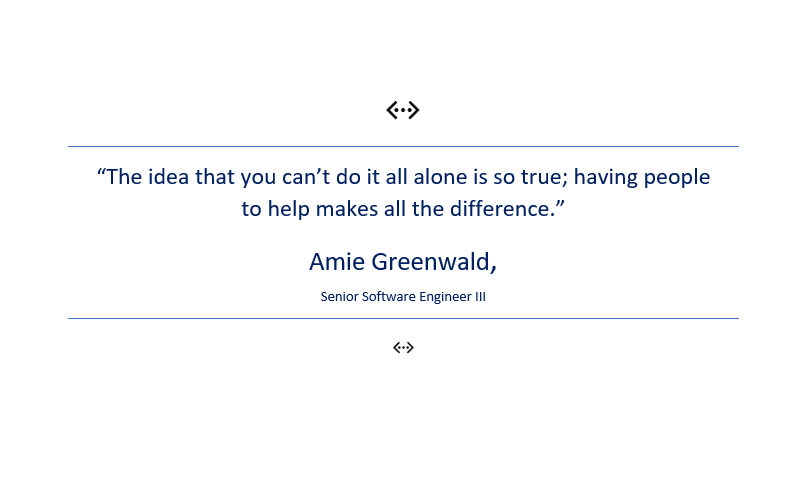 “The idea that you can’t do it all alone is so true; having people
to help makes all the difference.”
Amie Greenwald,
Senior Software Engineer III